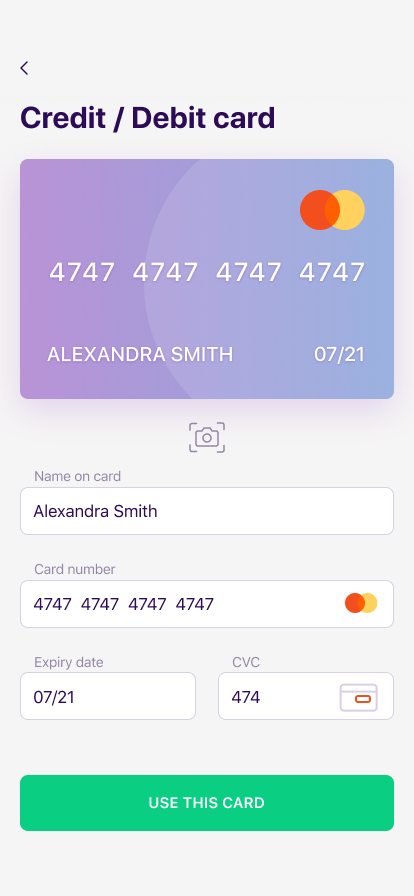 Credit / Debit card
4747 4747 4747 4747
ALEXANDRA SMITH 07/21
Name on card
Alexandra Smith
Card number
4747 4747 4747 4747
Expiry date CVC
07/21 474
USE THIS CARD